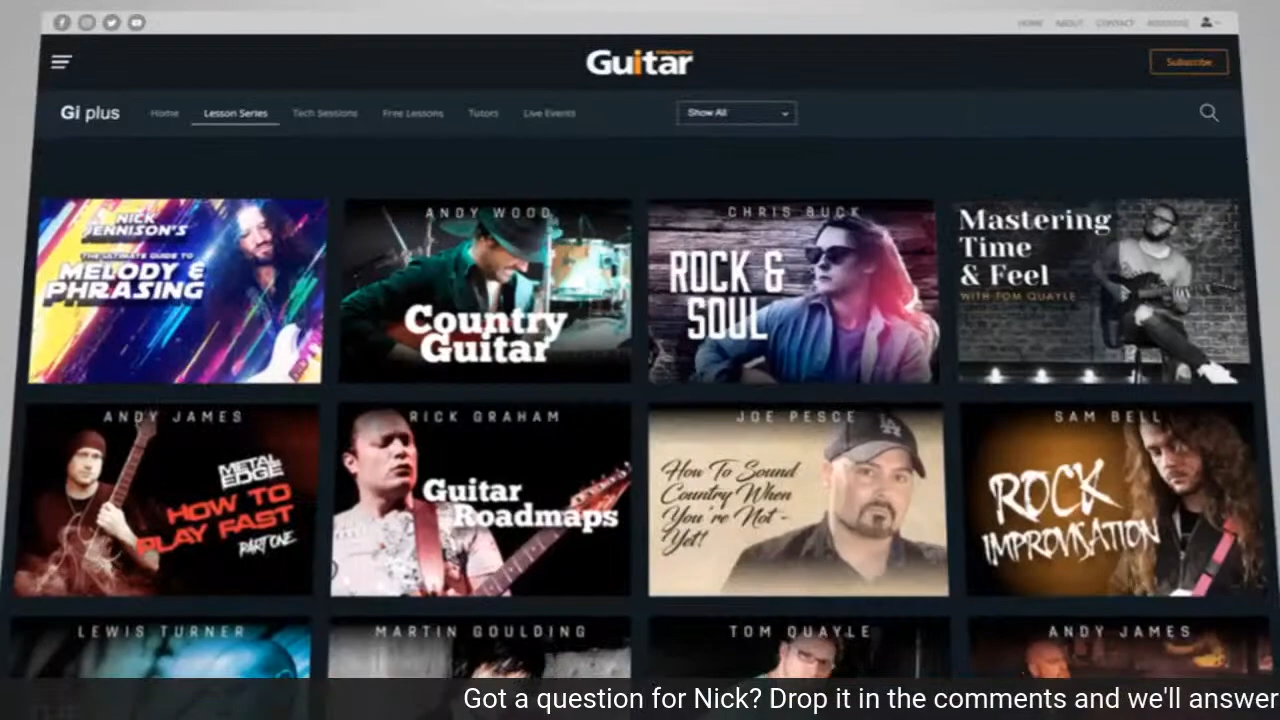 HOME ABOUT CONTACT
Guitar
Subscribe
Gi plus
Home Lesson Series Tech Sessions Free Lessons Tutors Live Events
Show All
NICK
JENNISON'S
THE ULTIMATE GUIDE TO
MELODY &
PHRASING
ANDY WOOD
Country
Guitar
CHRIS BUCK
ROCK &
SOUL
Mastering
Time
& Feel
WITH TOM QUAYLE
ANDY JAMES
METAL
EDGE
HOW TO
PLAY FAST
PART ONE
RICK GRAHAM
Guitar
Roadmaps
JOE PESCE
How To Sound
Country When
You're Not -
Yet!
SAM BELL
ROCK
IMPROVISATION
LEWIS TURNER
MARTIN GOULDING
TOM QUAYLE
ANDY JAMES
Got a question for Nick? Drop it in the comments and we'll answer